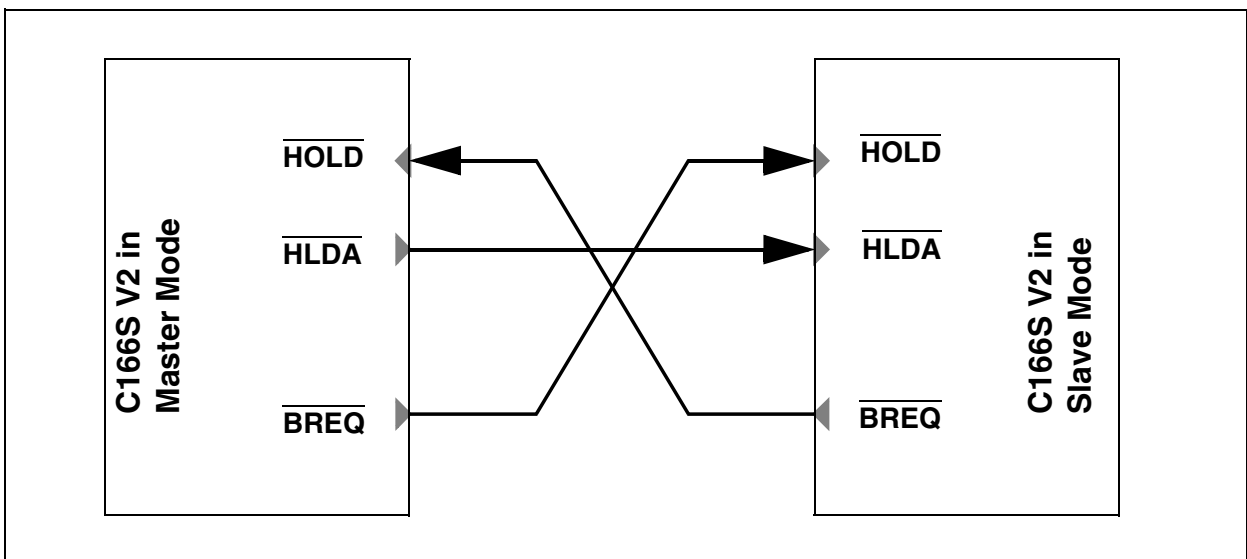 C166S V2 in
Master Mode
HOLD
HLDA
BREQ
HOLD
HLDA
BREQ
C166S V2 in
Slave Mode